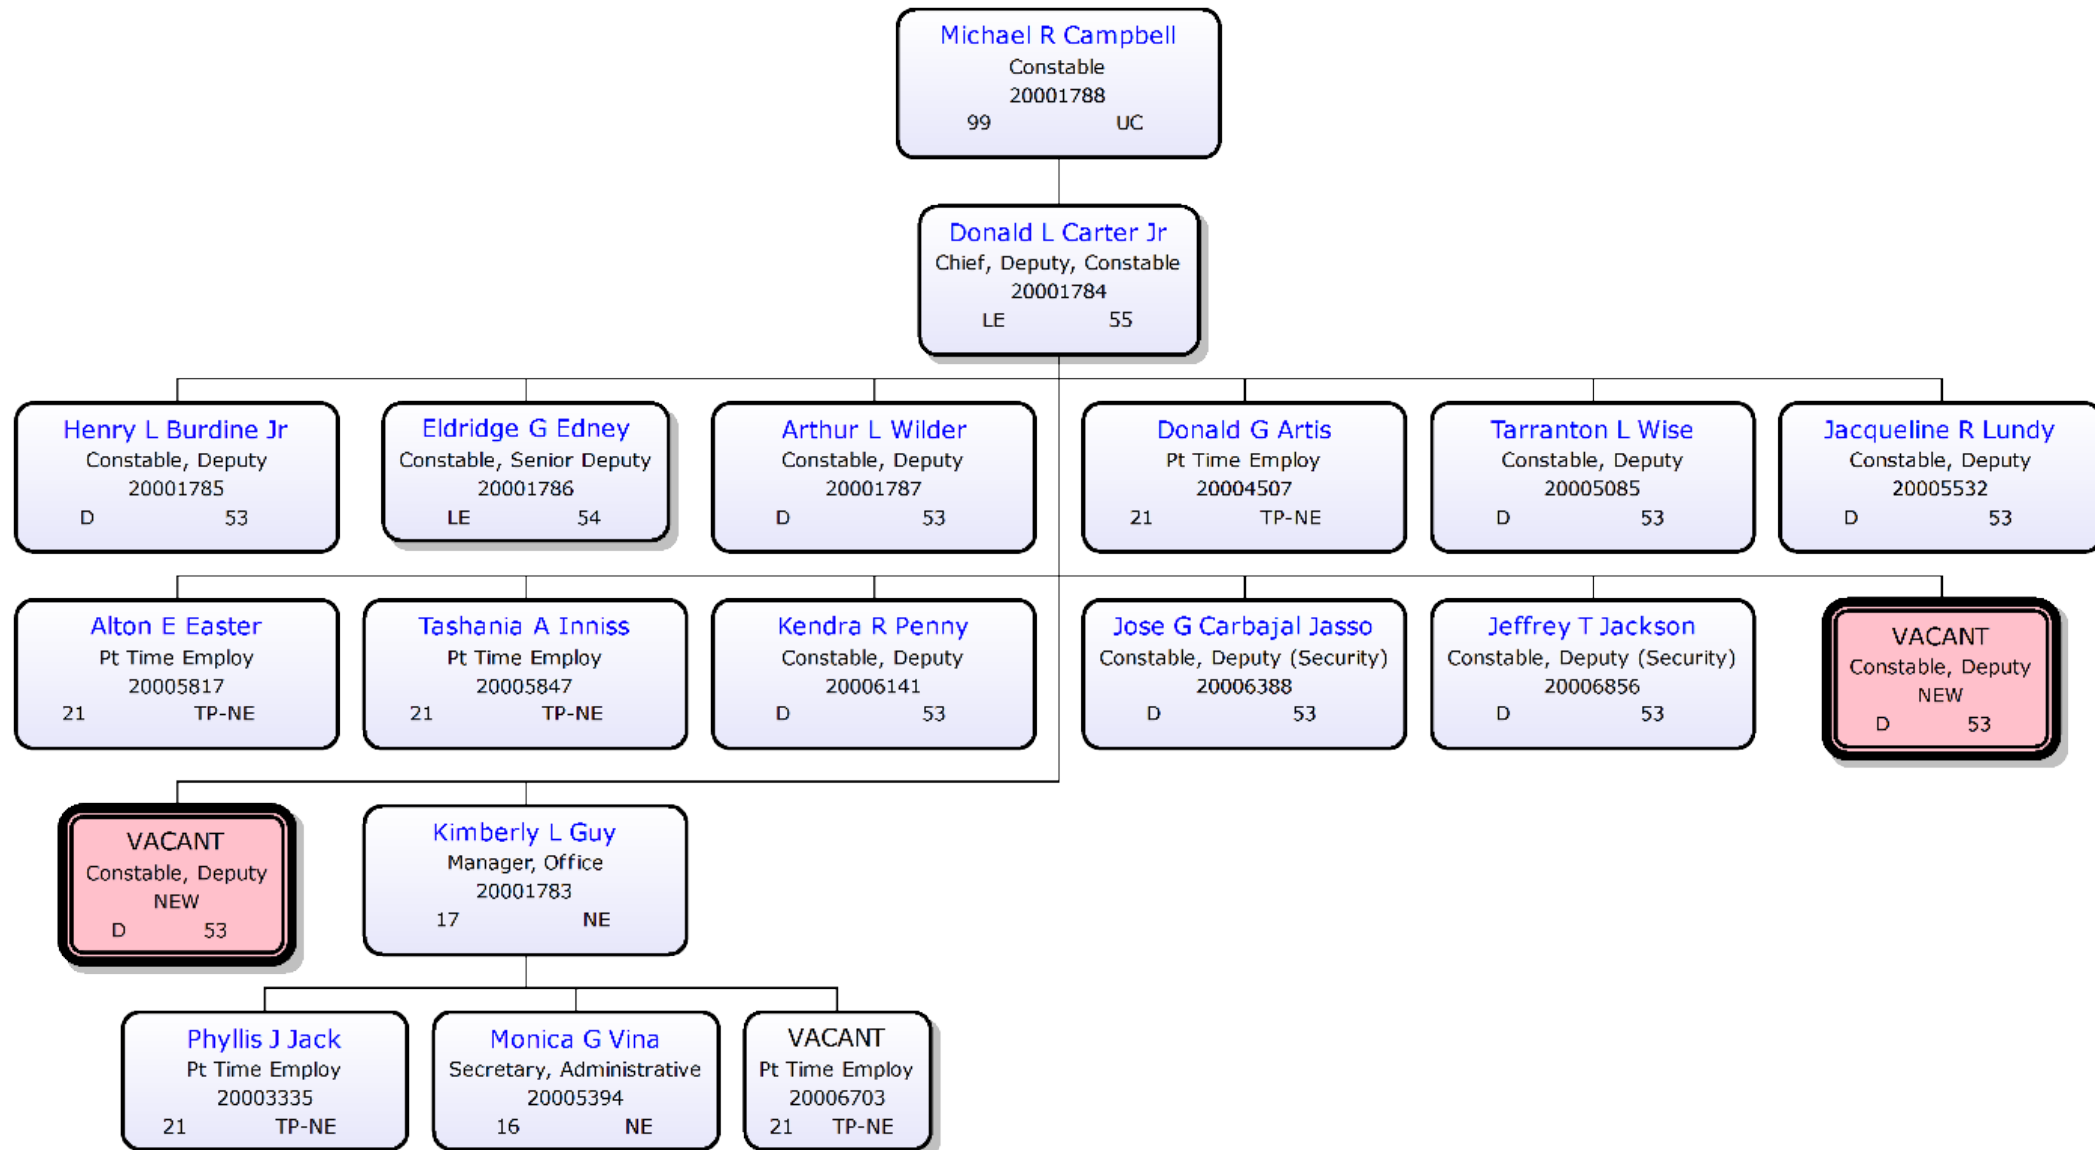 Michael R Campbell
Constable
20001788
99 UC
Donald L Carter Jr
Chief, Deputy, Constable
20001784
LE 55
Henry L Burdine Jr
Constable, Deputy
20001785
D 53
Eldridge G Edney
Constable, Senior Deputy
20001786
LE 54
Arthur L Wilder
Constable, Deputy
20001787
D 53
Donald G Artis
Pt Time Employ
20004507
21 TP-NE
Tarranton L Wise
Constable, Deputy
20005085
D 53
Jacqueline R Lundy
Constable, Deputy
20005532
D 53
Alton E Easter
Pt Time Employ
20005817
21 TP-NE
Tashania A Inniss
Pt Time Employ
20005847
21 TP-NE
Kendra R Penny
Constable, Deputy
20006141
D 53
Jose G Carbajal Jasso
Constable, Deputy (Security)
20006388
D 53
Jeffrey T Jackson
Constable, Deputy (Security)
20006856
D 53
VACANT
Constable, Deputy
NEW
D 53
VACANT
Constable, Deputy
NEW
D 53
Kimberly L Guy
Manager, Office
20001783
17 NE
Phyllis J Jack
Pt Time Employ
20003335
21 TP-NE
Monica G Vina
Secretary, Administrative
20005394
16 NE
VACANT
Pt Time Employ
20006703
21 TP-NE